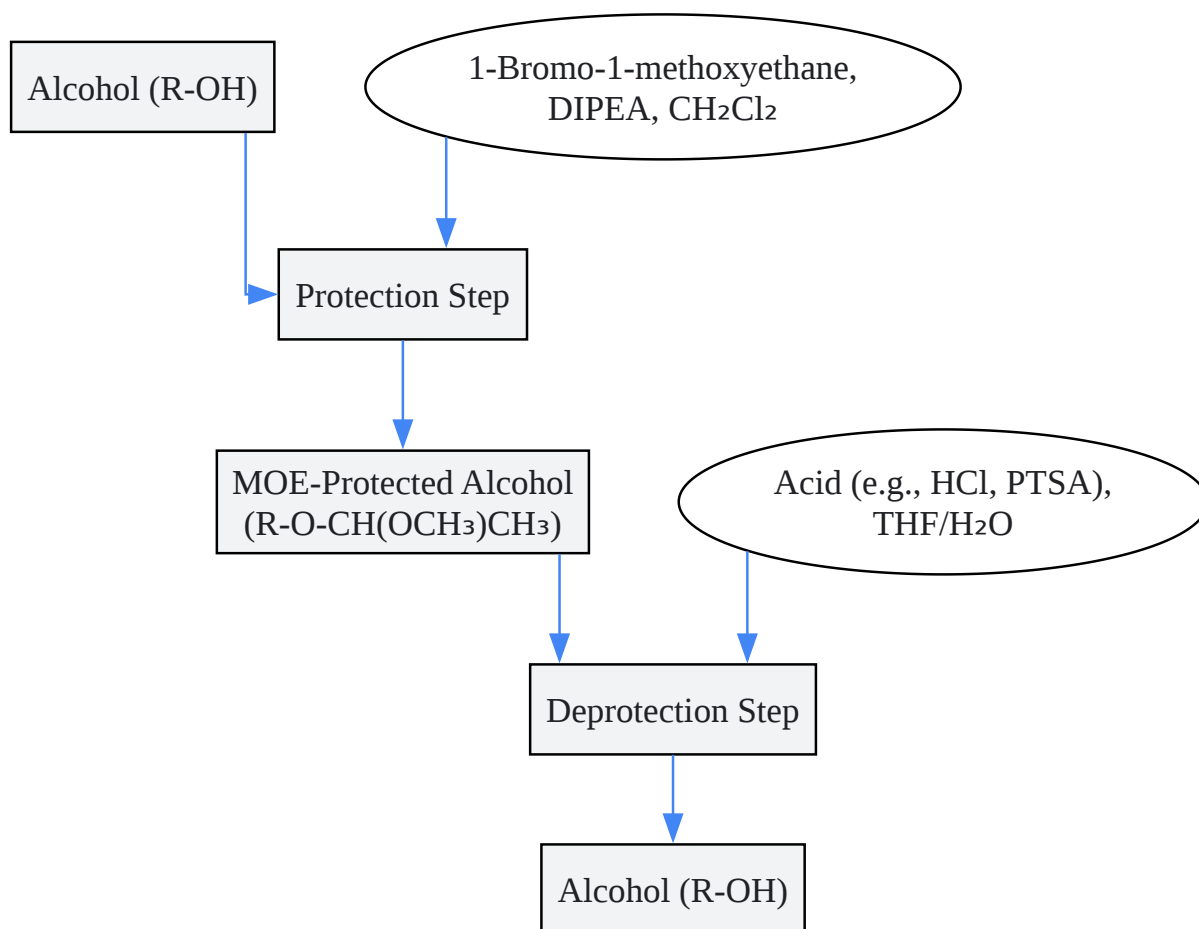 Alcohol (R-OH)
1-Bromo-1-methoxyethane,
DIPEA, CH₂Cl₂
Protection Step
MOE-Protected Alcohol
(R-O-CH(OCH₃)CH₃)
Acid (e.g., HCl, PTSA),
THF/H₂O
Deprotection Step
Alcohol (R-OH)